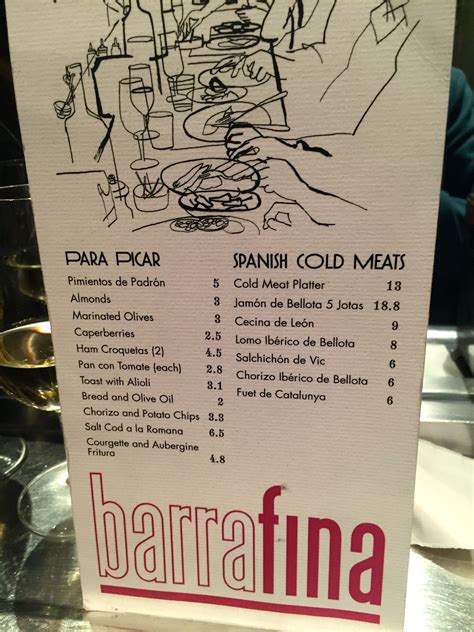 PARA PICAR
Pimientos de Padrón 5
Almonds 3
Marinated Olives 3
Caperberries 2.5
Ham Croquetas (2) 4.5
Pan con Tomate (each) 2.8
Toast with Alioli 3.1
Bread and Olive Oil 2
Chorizo and Potato Chips 3.3
Salt Cod a la Romana 6.5
Courgette and Aubergine
Fritura 4.8
SPANISH COLD MEATS
Cold Meat Platter 13
Jamón de Bellota 5 Jotas 18.8
Cecina de León 9
Lomo Ibérico de Bellota 8
Salchichón de Vic 6
Chorizo Ibérico de Bellota 6
Fuet de Catalunya 6
barrafina